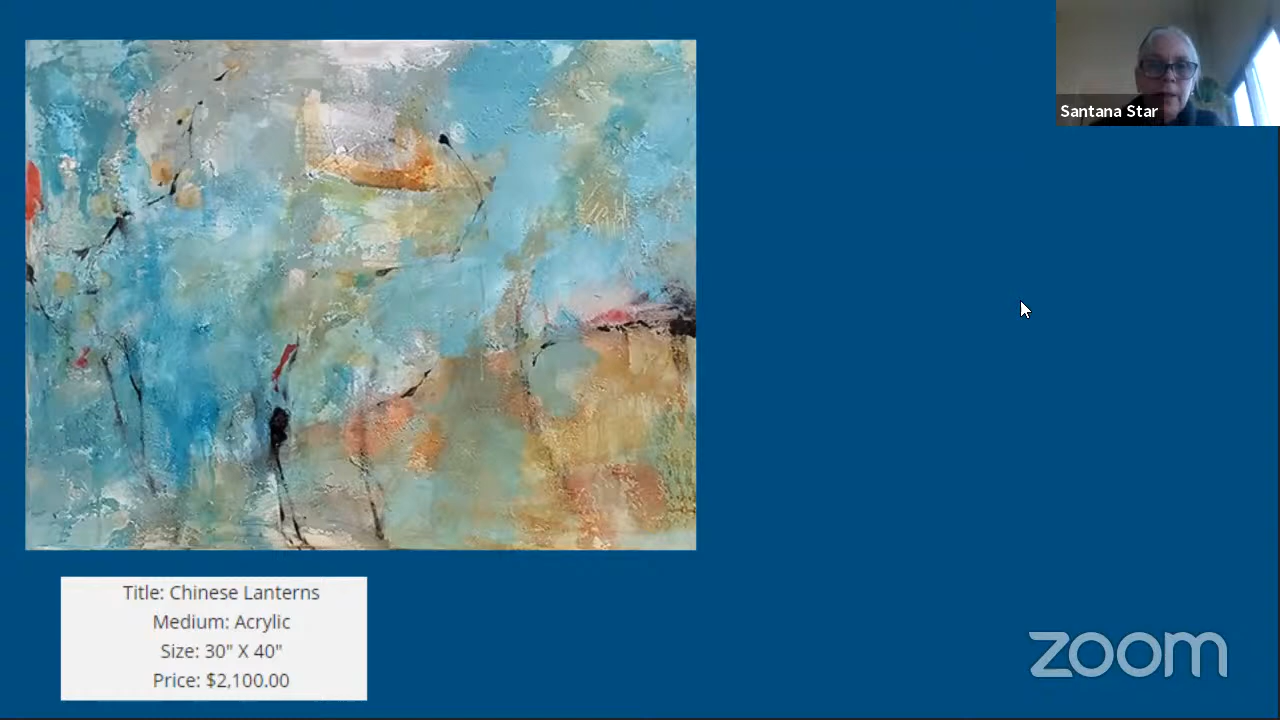 Santana Star
Title: Chinese Lanterns
Medium: Acrylic
Size: 30" X 40"
Price: $2,100.00
zoom